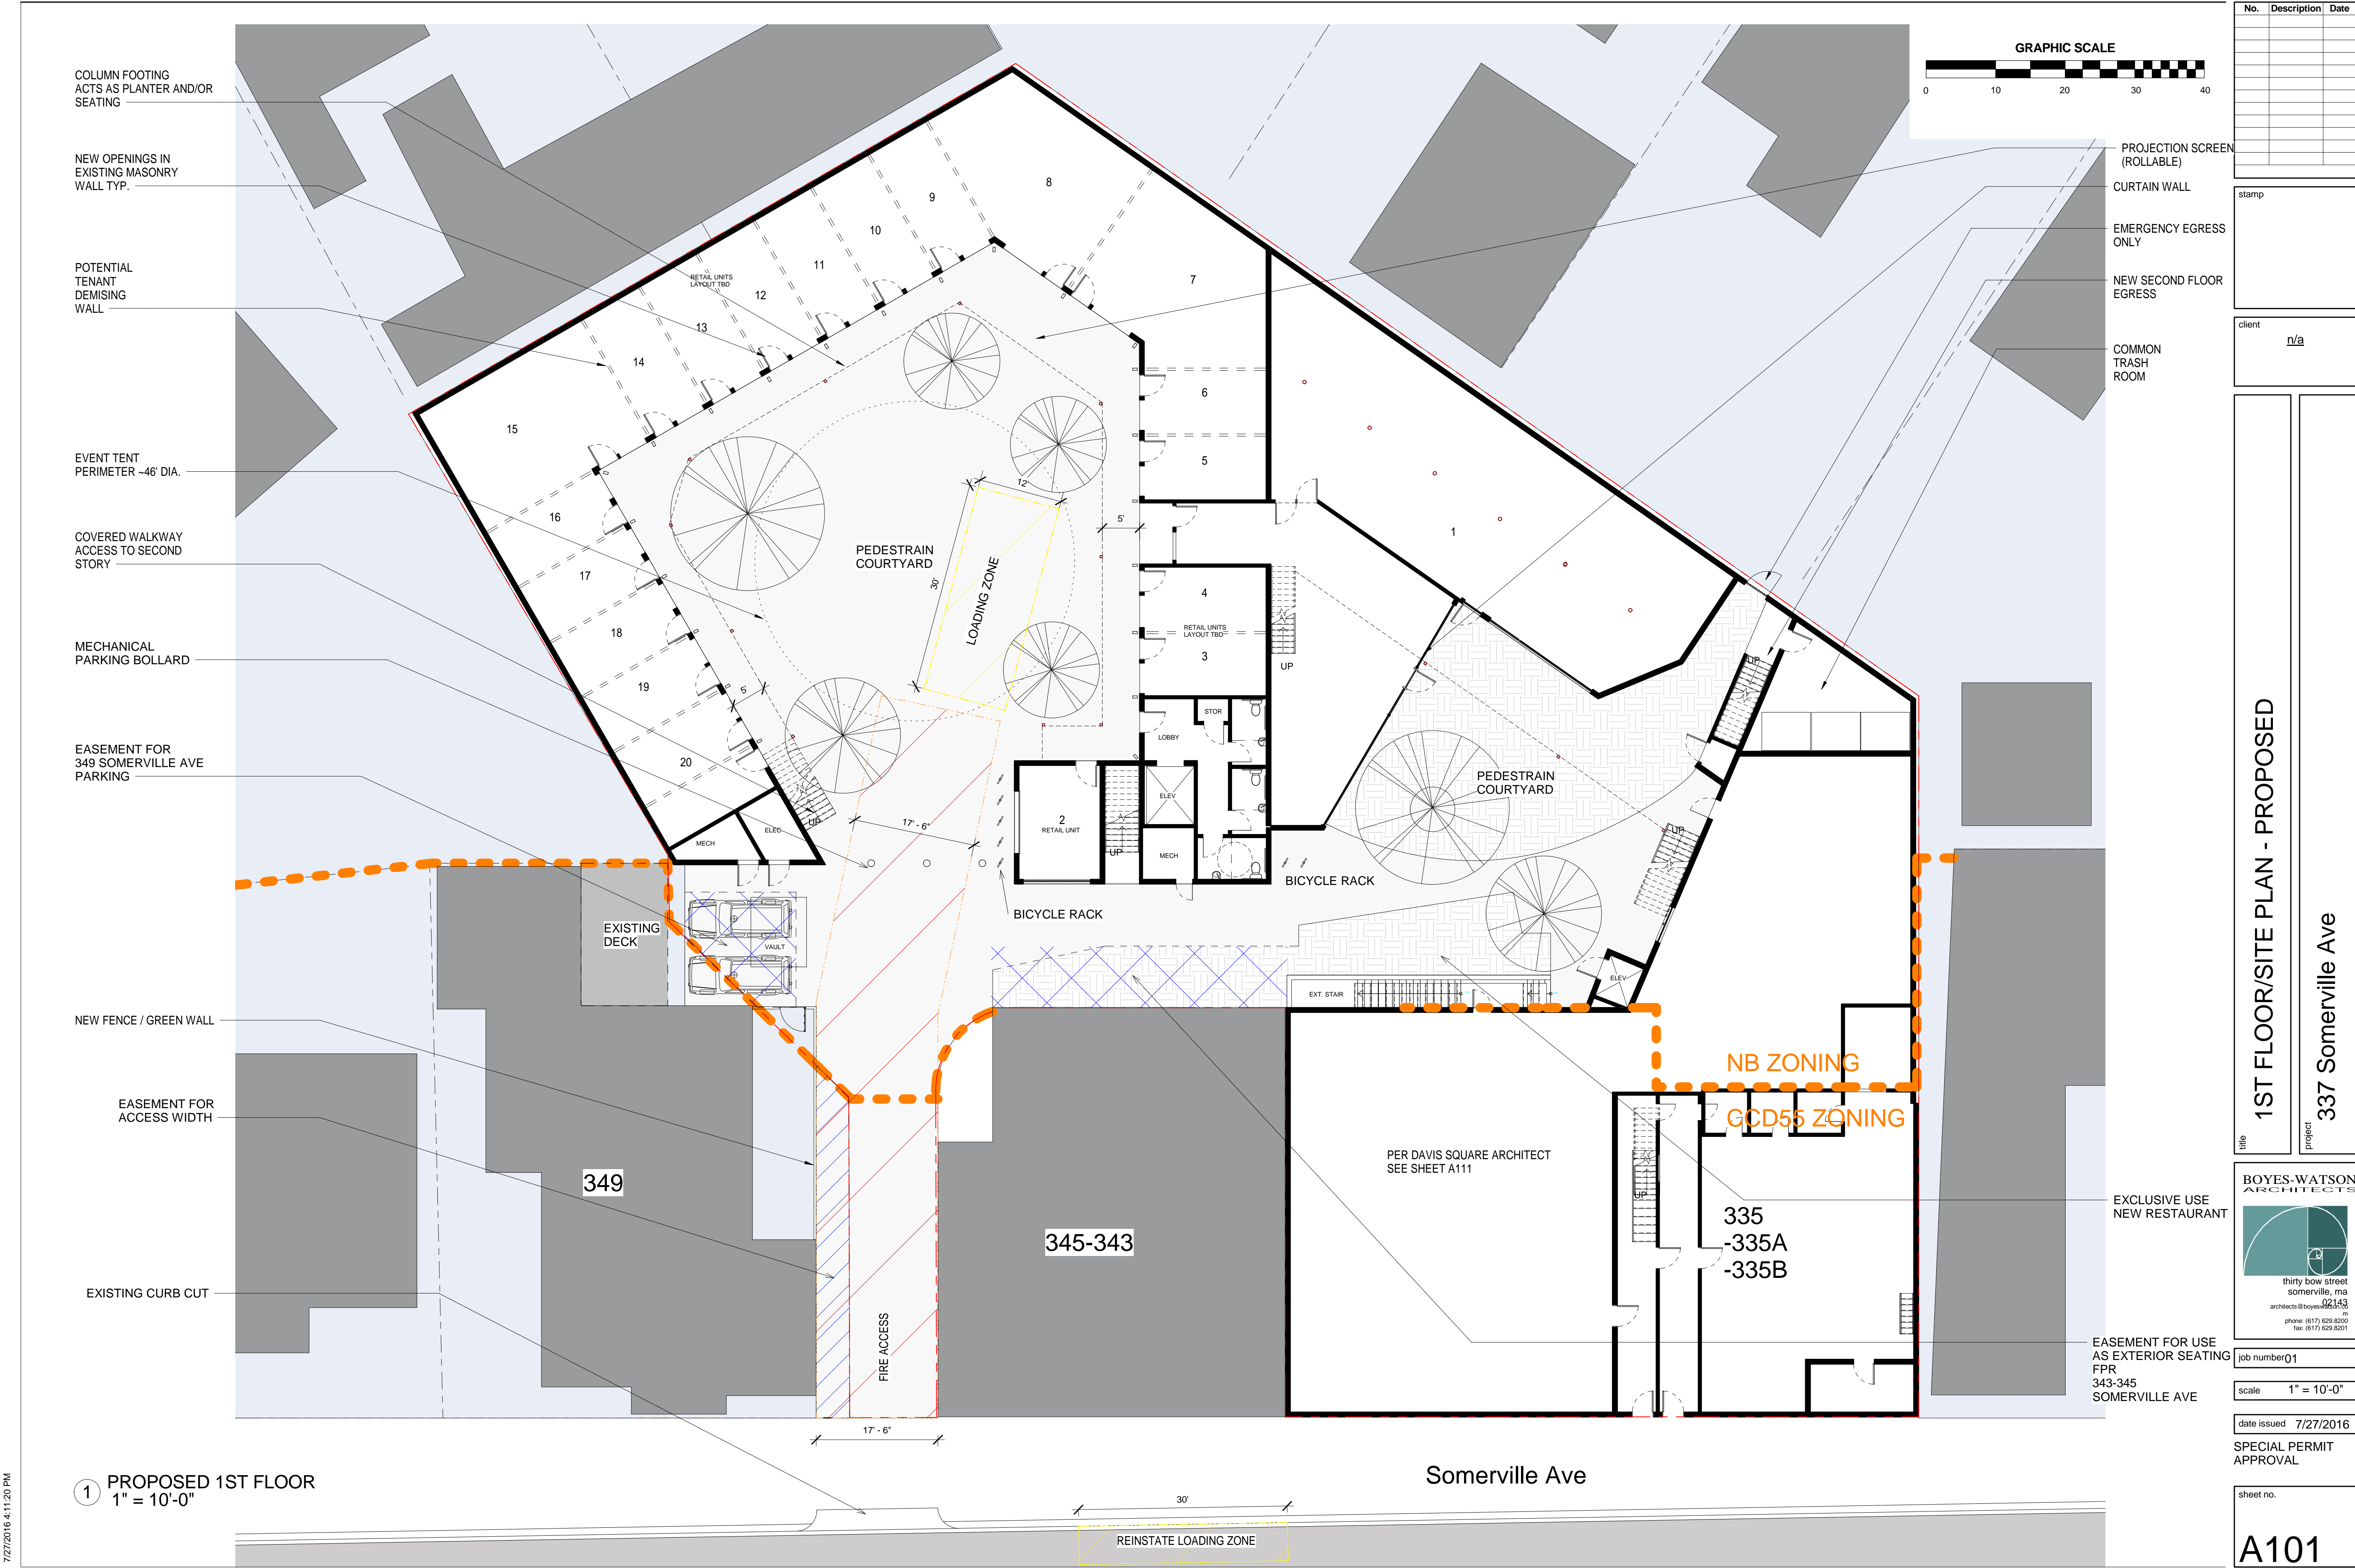 COLUMN FOOTING
ACTS AS PLANTER AND/OR
SEATING
NEW OPENINGS IN
EXISTING MASONRY
WALL TYP.
POTENTIAL
TENANT
DEMISING
WALL
EVENT TENT
PERIMETER ~46' DIA.
COVERED WALKWAY
ACCESS TO SECOND
STORY
MECHANICAL
PARKING BOLLARD
EASEMENT FOR
349 SOMERVILLE AVE
PARKING
NEW FENCE / GREEN WALL
EASEMENT FOR
ACCESS WIDTH
EXISTING CURB CUT
1
PROPOSED 1ST FLOOR
1" = 10'-0"
7/27/2016 4:11:20 PM
GRAPHIC SCALE
0 10 20 30 40
8
9
10
11
RETAIL UNITS
LAYOUT TBD
12
13
14
15
16
17
18
19
20
7
6
5
4
RETAIL UNITS
LAYOUT TBD
3
1
12'
30'
5'
5'
PEDESTRAIN
COURTYARD
LOADING ZONE
UP
UP
STOR
LOBBY
ELEV
MECH
2
RETAIL UNIT
UP
UP
ELEC
MECH
17' - 6"
PEDESTRAIN
COURTYARD
UP
BICYCLE RACK
BICYCLE RACK
EXISTING
DECK
VAULT
EXT. STAIR
ELEV
NB ZONING
CCD55 ZONING
PER DAVIS SQUARE ARCHITECT
SEE SHEET A111
UP
335
-335A
-335B
349
345-343
FIRE ACCESS
17' - 6"
Somerville Ave
30'
REINSTATE LOADING ZONE
PROJECTION SCREEN
(ROLLABLE)
CURTAIN WALL
EMERGENCY EGRESS
ONLY
NEW SECOND FLOOR
EGRESS
COMMON
TRASH
ROOM
EXCLUSIVE USE
NEW RESTAURANT
EASEMENT FOR USE
AS EXTERIOR SEATING
FPR
343-345
SOMERVILLE AVE
No. Description Date
stamp
client
n/a
title
1ST FLOOR/SITE PLAN - PROPOSED
project
337 Somerville Ave
BOYES-WATSON
ARCHITECTS
b
thirty bow street
somerville, ma
02143
architects@boyeswatson.co
m
phone: (617) 629.8200
fax: (617) 629.8201
job number 01
scale 1" = 10'-0"
date issued 7/27/2016
SPECIAL PERMIT
APPROVAL
sheet no.
A101